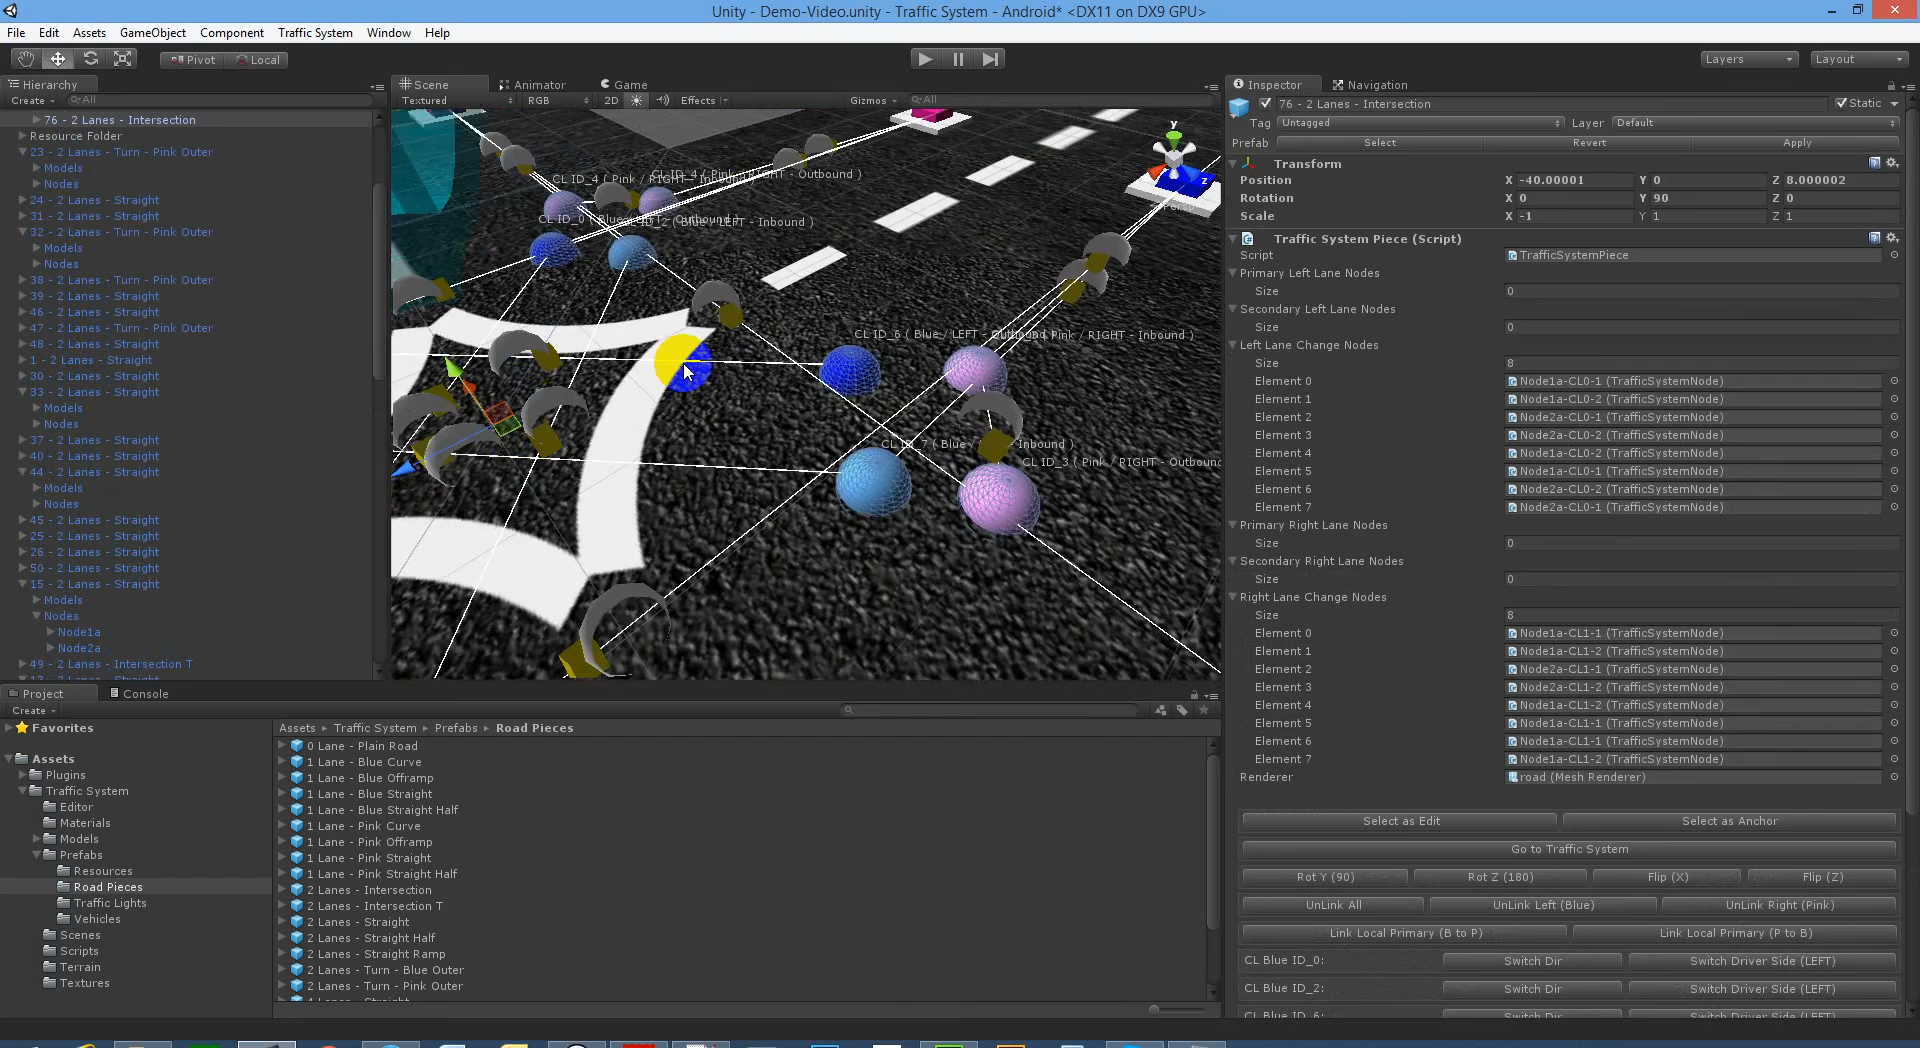 Unity - Demo-Video.unity - Traffic System - Android* <DX11 on DX9 GPU>
File Edit Assets GameObject Component Traffic System Window Help
Pivot Local Layers Layout
Hierarchy
Create All
76 - 2 Lanes - Intersection
Resource Folder
23 - 2 Lanes - Turn - Pink Outer
Models
Nodes
24 - 2 Lanes - Straight
31 - 2 Lanes - Straight
32 - 2 Lanes - Turn - Pink Outer
Models
Nodes
38 - 2 Lanes - Turn - Pink Outer
39 - 2 Lanes - Straight
46 - 2 Lanes - Straight
47 - 2 Lanes - Turn - Pink Outer
48 - 2 Lanes - Straight
1 - 2 Lanes - Straight
30 - 2 Lanes - Straight
33 - 2 Lanes - Straight
Models
Nodes
37 - 2 Lanes - Straight
40 - 2 Lanes - Straight
44 - 2 Lanes - Straight
Models
Nodes
45 - 2 Lanes - Straight
25 - 2 Lanes - Straight
26 - 2 Lanes - Straight
50 - 2 Lanes - Straight
15 - 2 Lanes - Straight
Models
Nodes
Node1a
Node2a
49 - 2 Lanes - Intersection T
Scene Animator Game
Textured RGB 2D Effects Gizmos All
y
z
CL ID_4 ( Pink / RIGHT - Inbound )
CL ID_4 ( Pink / RIGHT - Outbound )
CL ID_0 ( Blue / LEFT - Outbound )
/ LEFT - Inbound )
CL ID_6 ( Blue / LEFT - Outbound
Pink / RIGHT - Inbound )
CL ID_7 ( Blue / - Inbound )
CL ID_3 ( Pink / RIGHT - Outbound
Inspector Navigation
76 - 2 Lanes - Intersection Static
Tag Untagged Layer Default
Prefab Select Revert Apply
Transform
Position X -40.00001 Y 0 Z 8.000002
Rotation X 0 Y 90 Z 0
Scale X -1 Y 1 Z 1
Traffic System Piece (Script)
Script TrafficSystemPiece
Primary Left Lane Nodes
Size 0
Secondary Left Lane Nodes
Size 0
Left Lane Change Nodes
Size 8
Element 0 Node1a-CL0-1 (TrafficSystemNode)
Element 1 Node1a-CL0-2 (TrafficSystemNode)
Element 2 Node2a-CL0-1 (TrafficSystemNode)
Element 3 Node2a-CL0-2 (TrafficSystemNode)
Element 4 Node1a-CL0-2 (TrafficSystemNode)
Element 5 Node1a-CL0-1 (TrafficSystemNode)
Element 6 Node2a-CL0-2 (TrafficSystemNode)
Element 7 Node2a-CL0-1 (TrafficSystemNode)
Primary Right Lane Nodes
Size 0
Secondary Right Lane Nodes
Size 0
Right Lane Change Nodes
Size 8
Element 0 Node1a-CL1-1 (TrafficSystemNode)
Element 1 Node1a-CL1-2 (TrafficSystemNode)
Element 2 Node2a-CL1-1 (TrafficSystemNode)
Element 3 Node2a-CL1-2 (TrafficSystemNode)
Element 4 Node2a-CL1-2 (TrafficSystemNode)
Element 5 Node1a-CL1-1 (TrafficSystemNode)
Element 6 Node1a-CL1-1 (TrafficSystemNode)
Element 7 Node1a-CL1-2 (TrafficSystemNode)
Renderer road (Mesh Renderer)
Select as Edit Select as Anchor
Go to Traffic System
Rot Y (90) Rot Z (180) Flip (X) Flip (Z)
UnLink All UnLink Left (Blue) UnLink Right (Pink)
Link Local Primary (B to P) Link Local Primary (P to B)
CL Blue ID_0: Switch Dir Switch Driver Side (LEFT)
CL Blue ID_2: Switch Dir Switch Driver Side (LEFT)
CL Blue ID_6: Switch Dir Switch Driver Side (LEFT)
Project Console
Create
Favorites
Assets
Plugins
Traffic System
Editor
Materials
Models
Prefabs
Resources
Road Pieces
Traffic Lights
Vehicles
Scenes
Scripts
Terrain
Textures
Assets Traffic System Prefabs Road Pieces
0 Lane - Plain Road
1 Lane - Blue Curve
1 Lane - Blue Offramp
1 Lane - Blue Straight
1 Lane - Blue Straight Half
1 Lane - Pink Curve
1 Lane - Pink Offramp
1 Lane - Pink Straight
1 Lane - Pink Straight Half
2 Lanes - Intersection
2 Lanes - Intersection T
2 Lanes - Straight
2 Lanes - Straight Half
2 Lanes - Straight Ramp
2 Lanes - Turn - Blue Outer
2 Lanes - Turn - Pink Outer